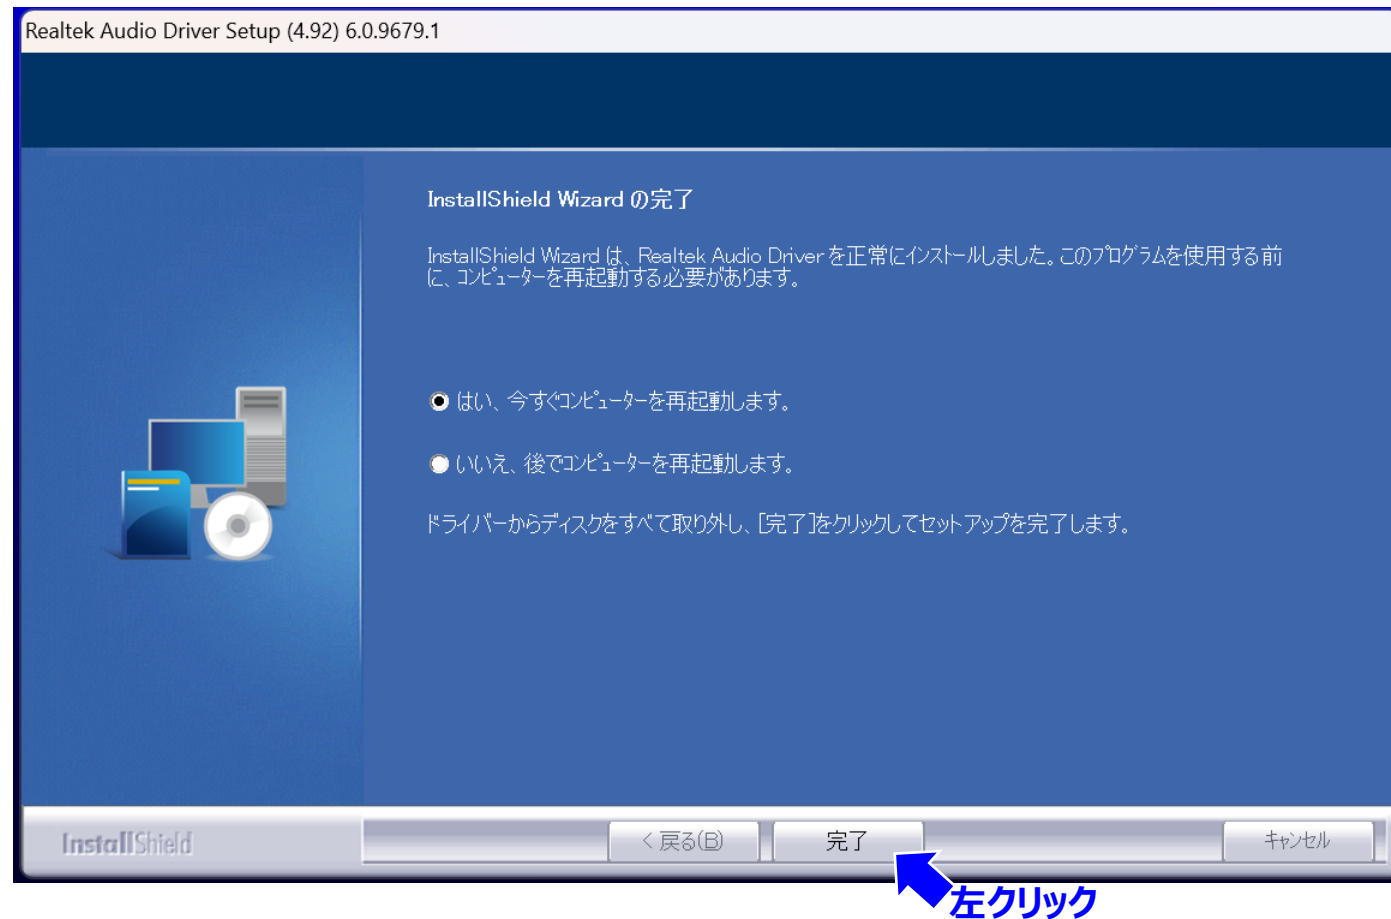 Realtek Audio Driver Setup (4.92) 6.0.9679.1
InstallShield Wizard の完了
InstallShield Wizard は、Realtek Audio Driver を正常にインストールしました。このプログラムを使用する前
に、コンピューターを再起動する必要があります。
はい、今すぐコンピューターを再起動します。
いいえ、後でコンピューターを再起動します。
ドライバーからディスクをすべて取り外し、[完了]をクリックしてセットアップを完了します。
InstallShield
< 戻る(B)
完了
キャンセル
左クリック